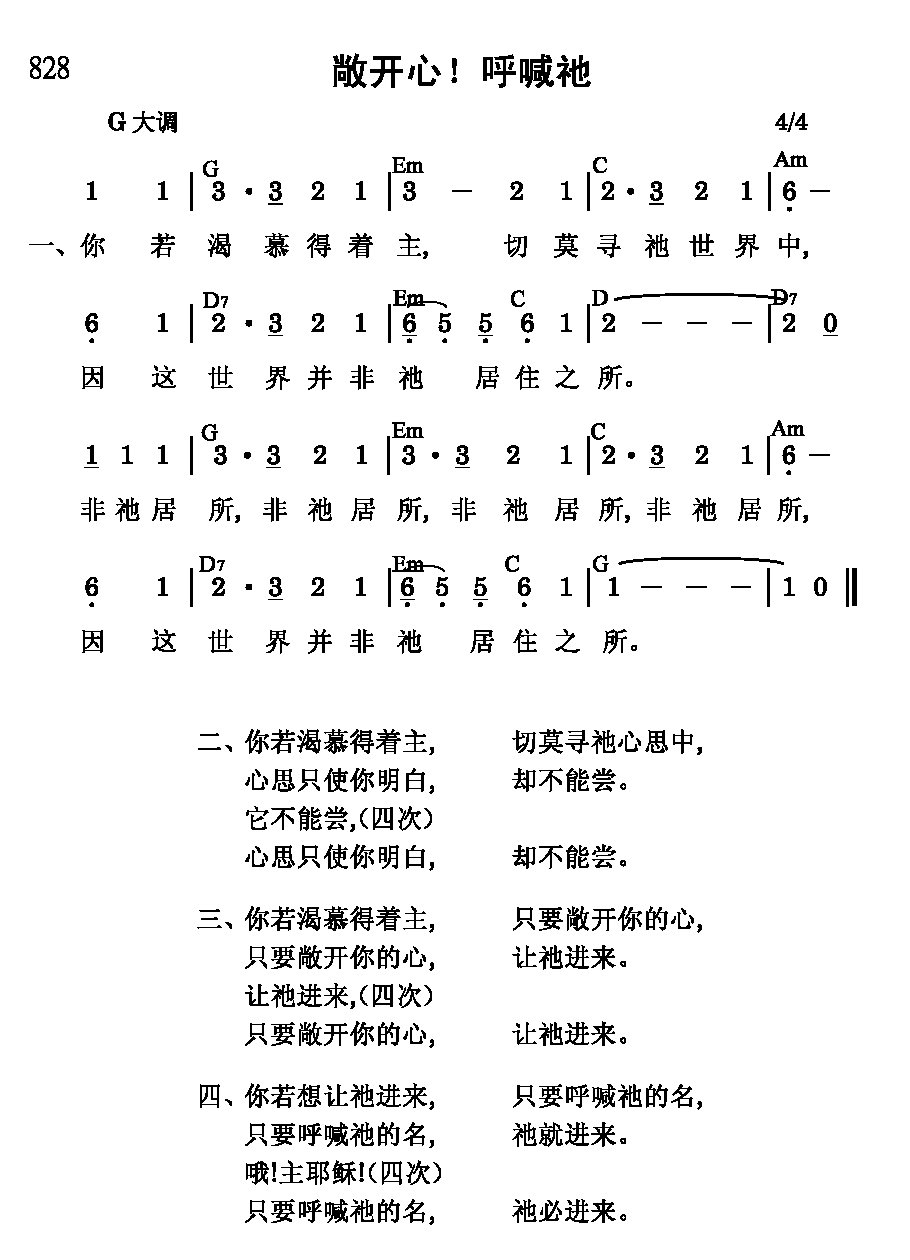 828 敞开心！呼喊祂
G 大调 4/4
G Em C Am
1 1 | 3 · 3 2 1 | 3 － 2 1 | 2 · 3 2 1 | 6 －
一、你 若 渴 慕 得 着 主, 切 莫 寻 祂 世 界 中,
D7 Em C D D7
6 1 | 2 · 3 2 1 | 6 5 5 6 1 | 2 － － － | 2 0
因 这 世 界 并 非 祂 居 住 之 所。
G Em C Am
1 1 1 | 3 · 3 2 1 | 3 · 3 2 1 | 2 · 3 2 1 | 6 －
非 祂 居 所, 非 祂 居 所, 非 祂 居 所, 非 祂 居 所,
D7 Em C G
6 1 | 2 · 3 2 1 | 6 5 5 6 1 | 1 － － － | 1 0 ‖
因 这 世 界 并 非 祂 居 住 之 所。
二、你若渴慕得着主, 切莫寻祂心思中,
心思只使你明白, 却不能尝。
它不能尝,(四次)
心思只使你明白, 却不能尝。
三、你若渴慕得着主, 只要敞开你的心,
只要敞开你的心, 让祂进来。
让祂进来,(四次)
只要敞开你的心, 让祂进来。
四、你若想让祂进来, 只要呼喊祂的名,
只要呼喊祂的名, 祂就进来。
哦!主耶稣!(四次)
只要呼喊祂的名, 祂必进来。